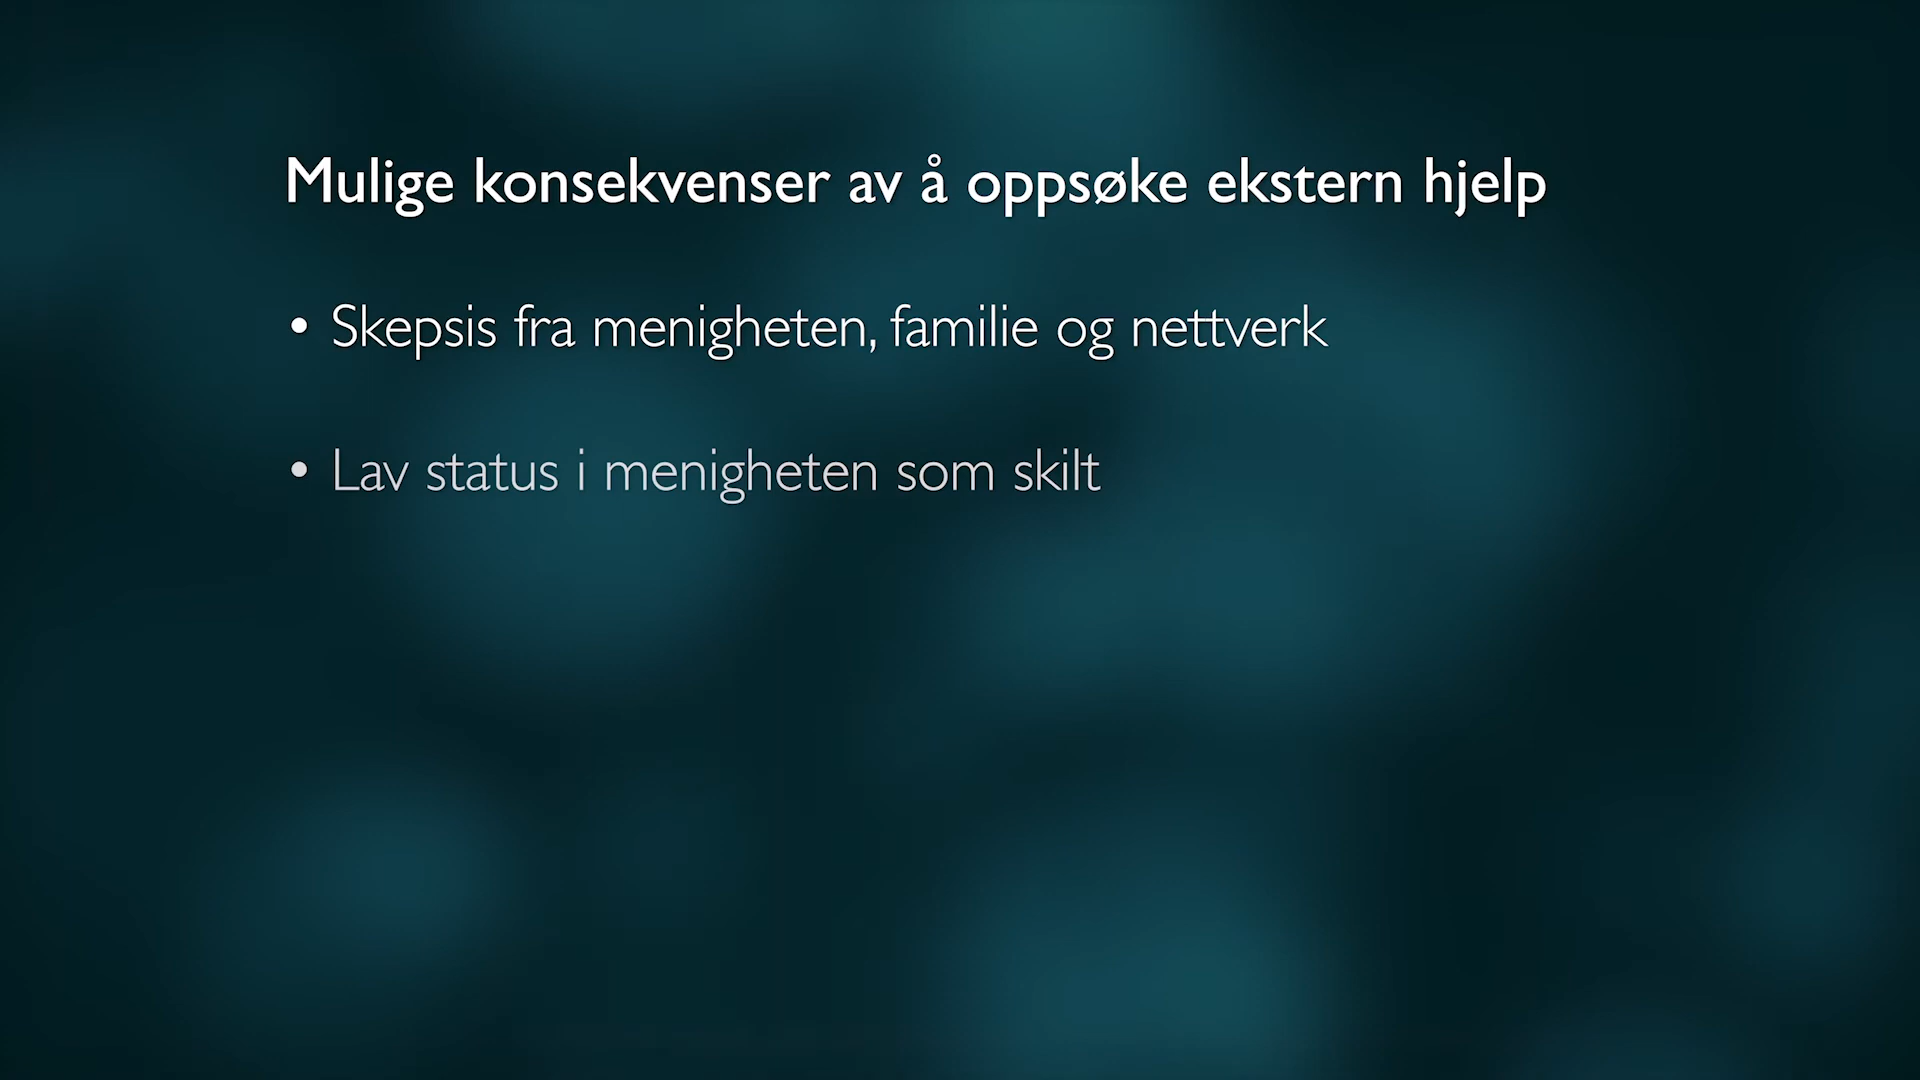 Mulige konsekvenser av å oppsøke ekstern hjelp
• Skepsis fra menigheten, familie og nettverk
• Lav status i menigheten som skilt